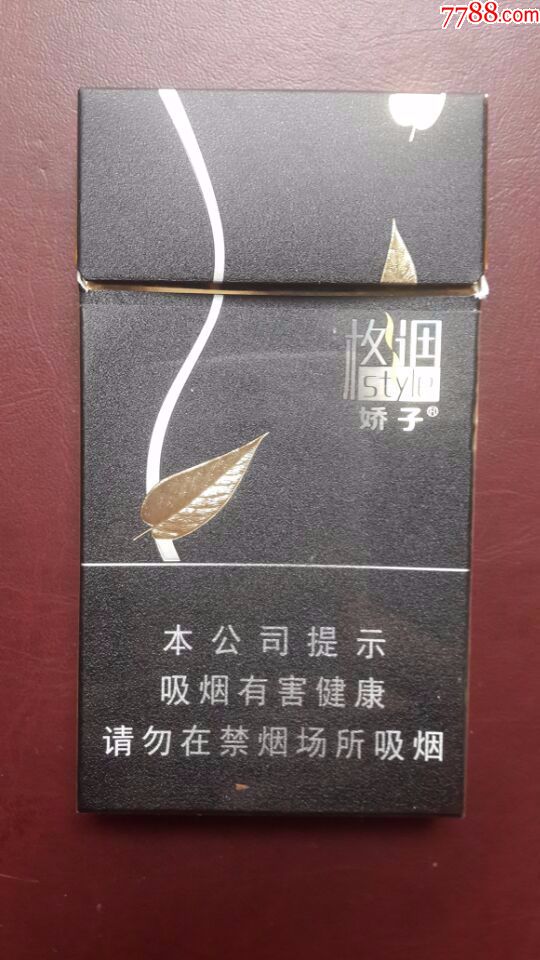 7788.com
格调
style
娇子®
本公司提示
吸烟有害健康
请勿在禁烟场所吸烟